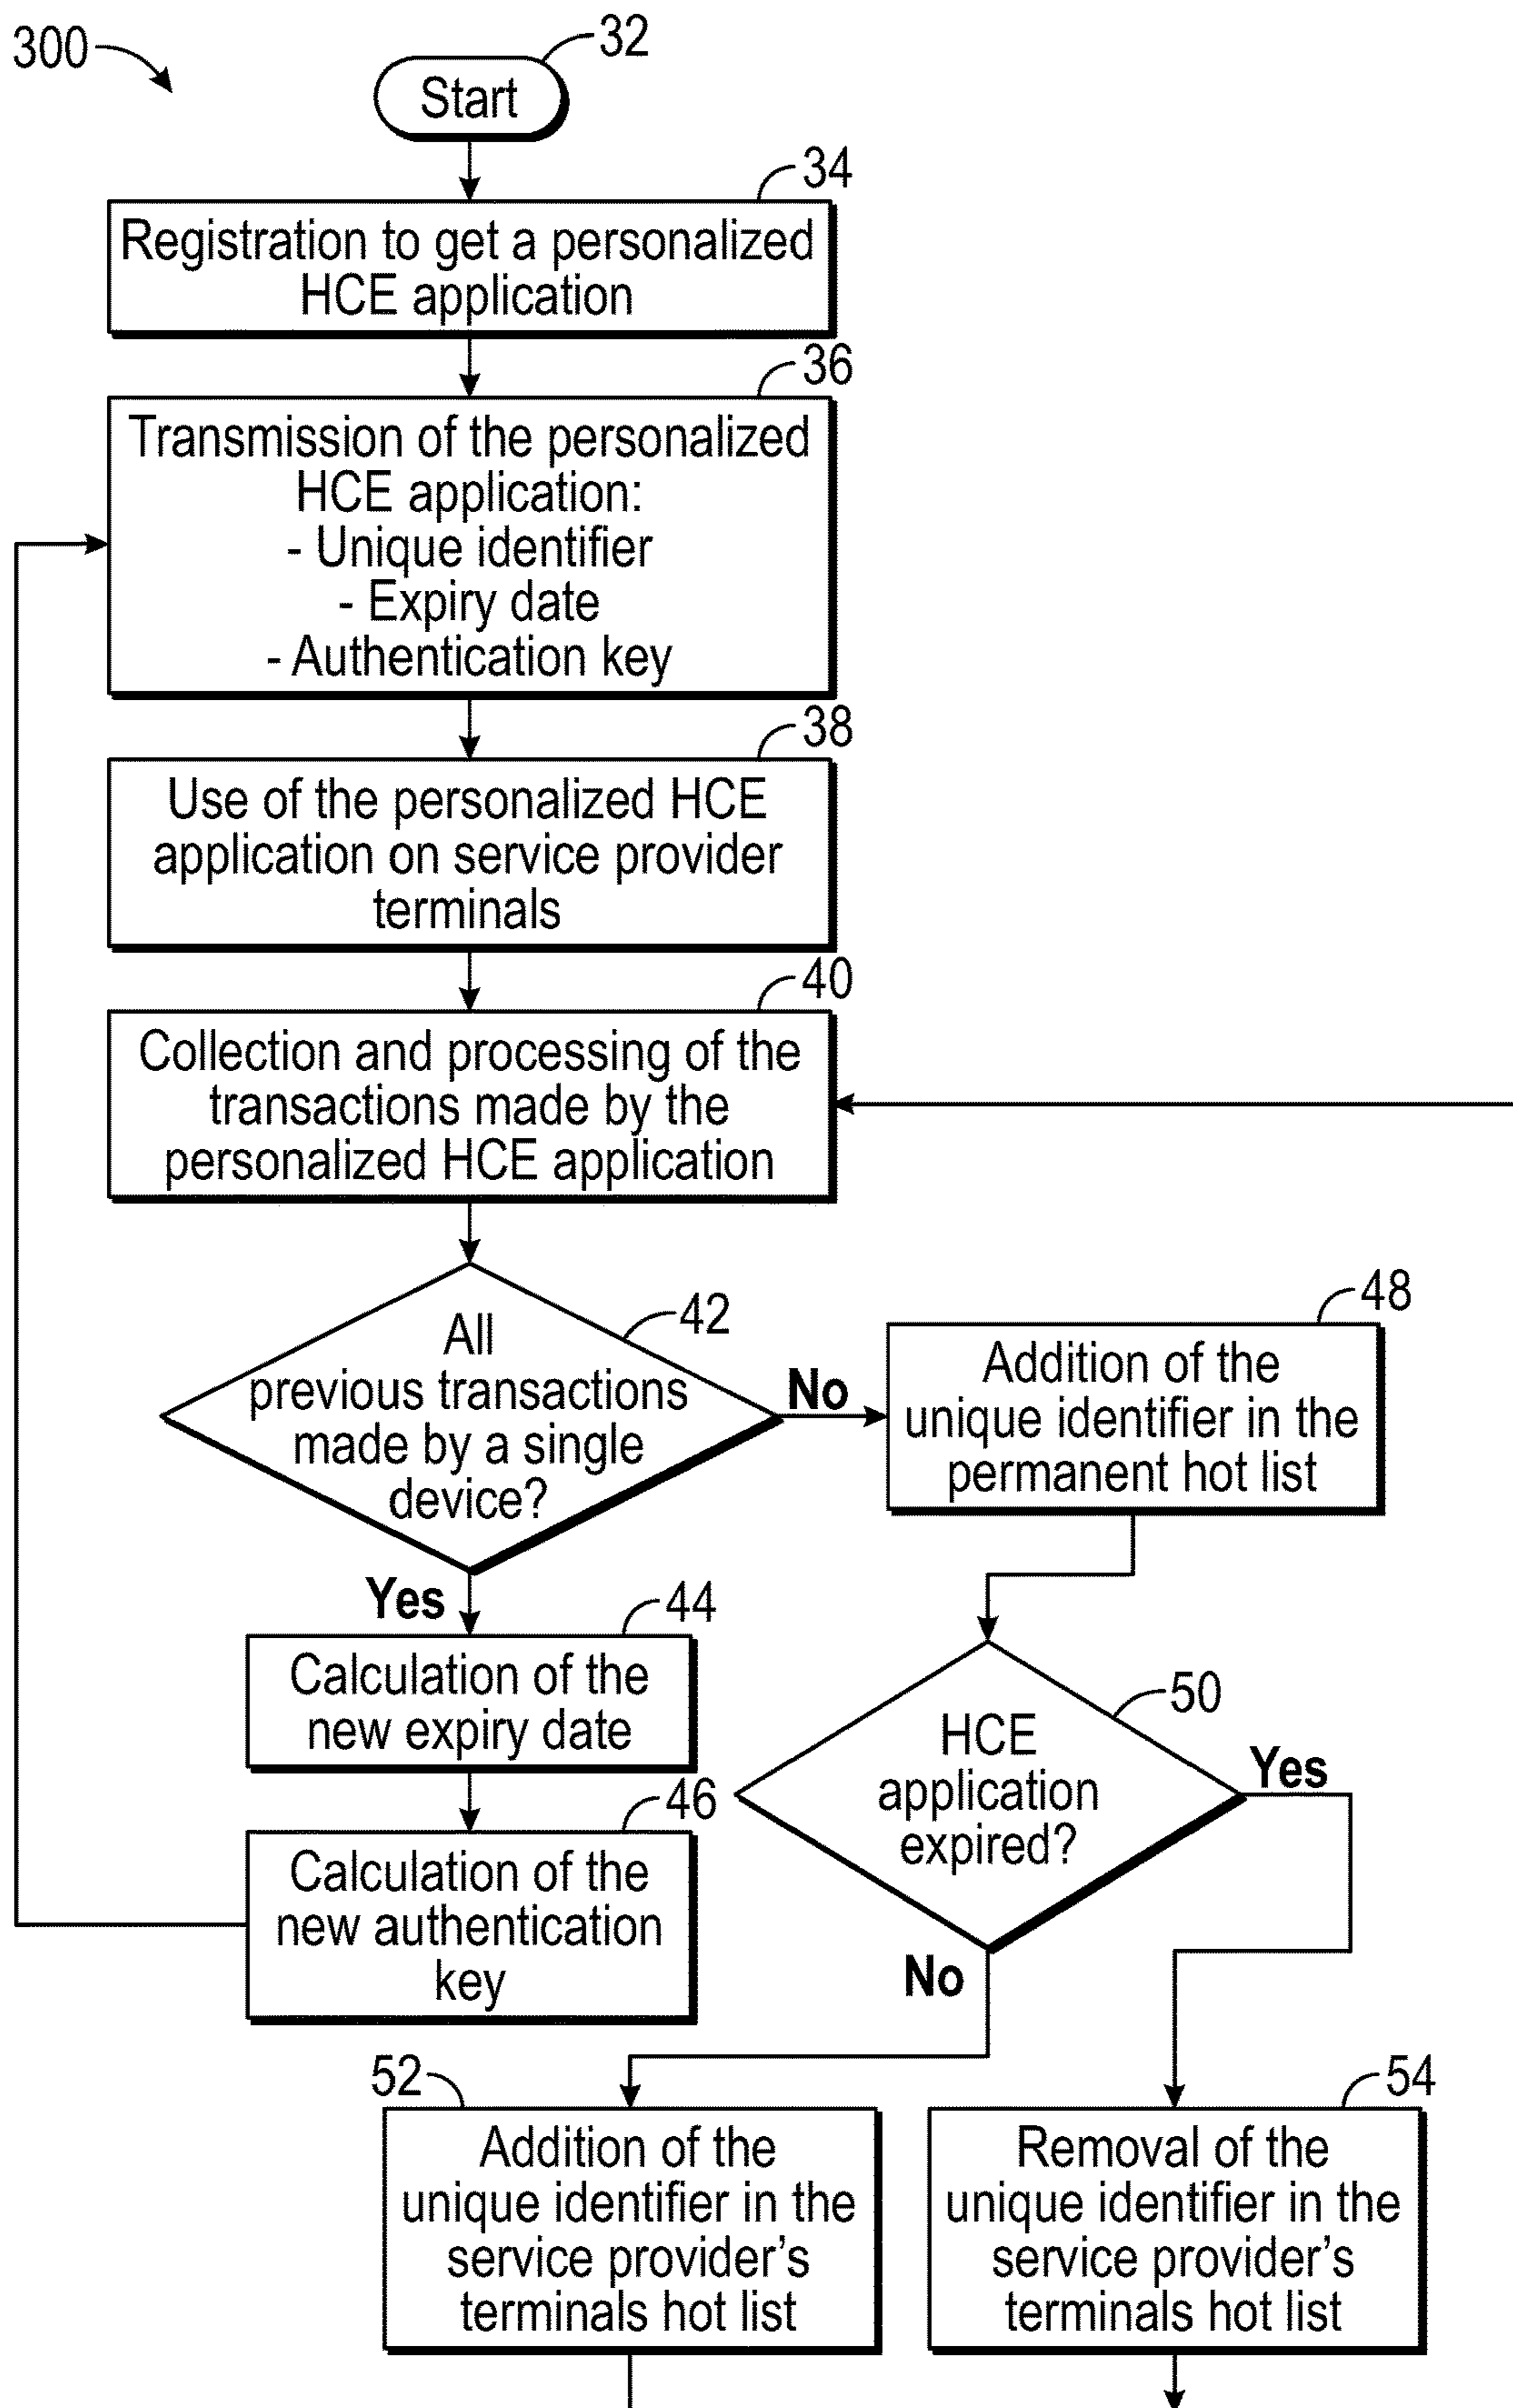 300
32
Start
34
Registration to get a personalized
HCE application
36
Transmission of the personalized
HCE application:
- Unique identifier
- Expiry date
- Authentication key
38
Use of the personalized HCE
application on service provider
terminals
40
Collection and processing of the
transactions made by the
personalized HCE application
42
All
previous transactions
made by a single
device?
No
48
Addition of the
unique identifier in the
permanent hot list
Yes
44
Calculation of the
new expiry date
46
Calculation of the
new authentication
key
50
HCE
application
expired?
Yes
No
52
Addition of the
unique identifier in the
service provider's
terminals hot list
54
Removal of the
unique identifier in the
service provider's
terminals hot list